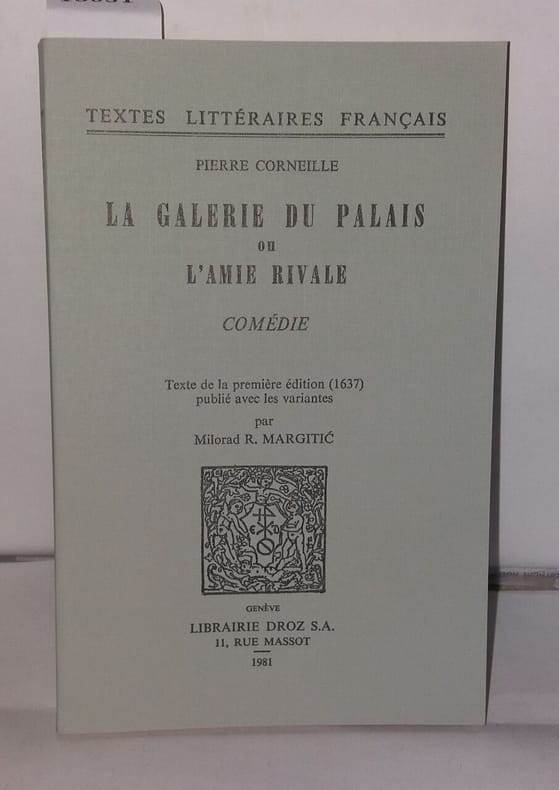 TEXTES LITTÉRAIRES FRANÇAIS
PIERRE CORNEILLE
LA GALERIE DU PALAIS
ou
L'AMIE RIVALE
COMÉDIE
Texte de la première édition (1637)
publié avec les variantes
par
Milorad R. MARGITIĆ
GENÈVE
LIBRAIRIE DROZ S.A.
11, RUE MASSOT
1981